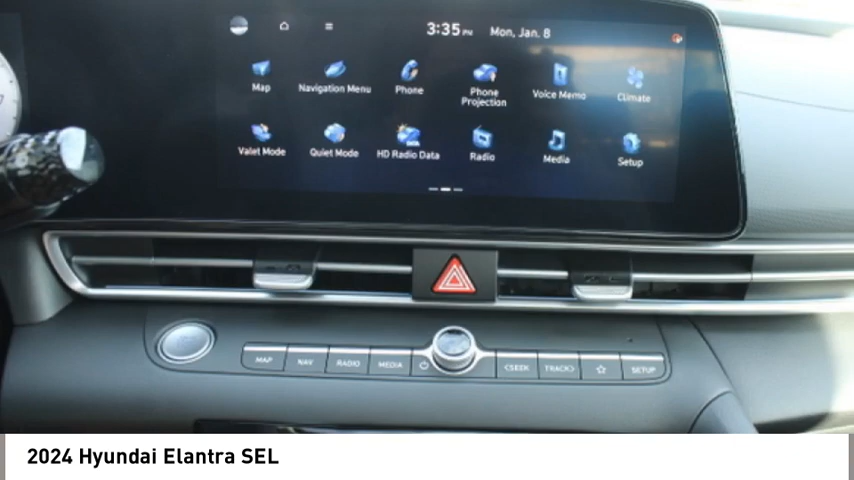 3:35 PM Mon, Jan. 8
Map Navigation Menu Phone Phone Projection Voice Memo Climate
Valet Mode Quiet Mode HD Radio Data Radio Media Setup
MAP NAV RADIO MEDIA <SEEK TRACK> SETUP
2024 Hyundai Elantra SEL